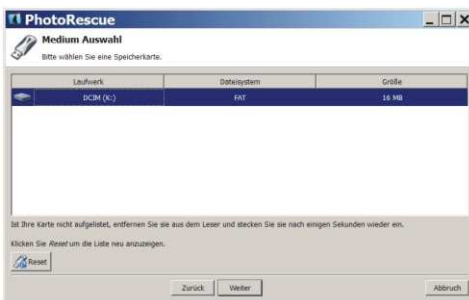 PhotoRescue
Medium Auswahl
Bitte wählen Sie eine Speicherkarte.
Laufwerk Dateisystem Größe
DCIM (K:) FAT 16 MB
Ist Ihre Karte nicht aufgelistet, entfernen Sie sie aus dem Leser und stecken Sie sie nach einigen Sekunden wieder ein.
Klicken Sie Reset um die Liste neu anzuzeigen.
Reset
Zurück Weiter Abbruch